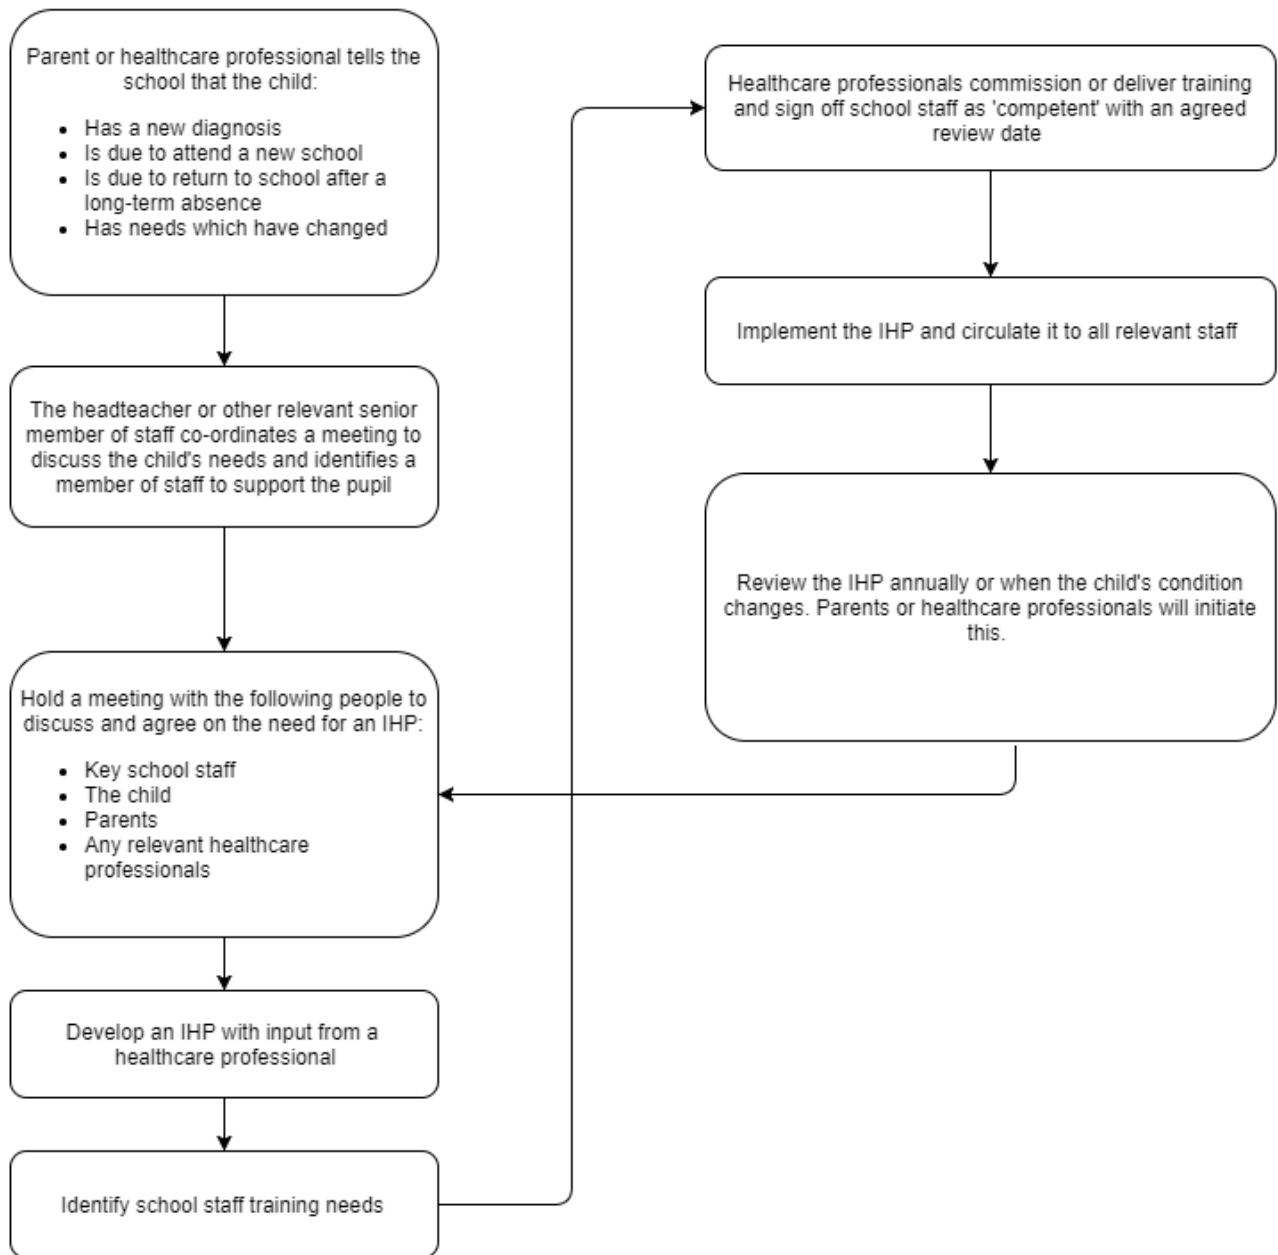 Parent or healthcare professional tells the
school that the child:
• Has a new diagnosis
• Is due to attend a new school
• Is due to return to school after a
long-term absence
• Has needs which have changed
The headteacher or other relevant senior
member of staff co-ordinates a meeting to
discuss the child's needs and identifies a
member of staff to support the pupil
Hold a meeting with the following people to
discuss and agree on the need for an IHP:
• Key school staff
• The child
• Parents
• Any relevant healthcare
professionals
Develop an IHP with input from a
healthcare professional
Identify school staff training needs
Healthcare professionals commission or deliver training
and sign off school staff as 'competent' with an agreed
review date
Implement the IHP and circulate it to all relevant staff
Review the IHP annually or when the child's condition
changes. Parents or healthcare professionals will initiate
this.